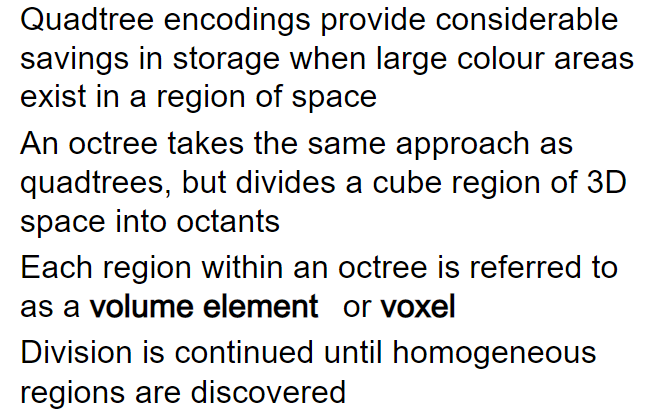 Quadtree encodings provide considerable
savings in storage when large colour areas
exist in a region of space
An octree takes the same approach as
quadtrees, but divides a cube region of 3D
space into octants
Each region within an octree is referred to
as a volume element or voxel
Division is continued until homogeneous
regions are discovered